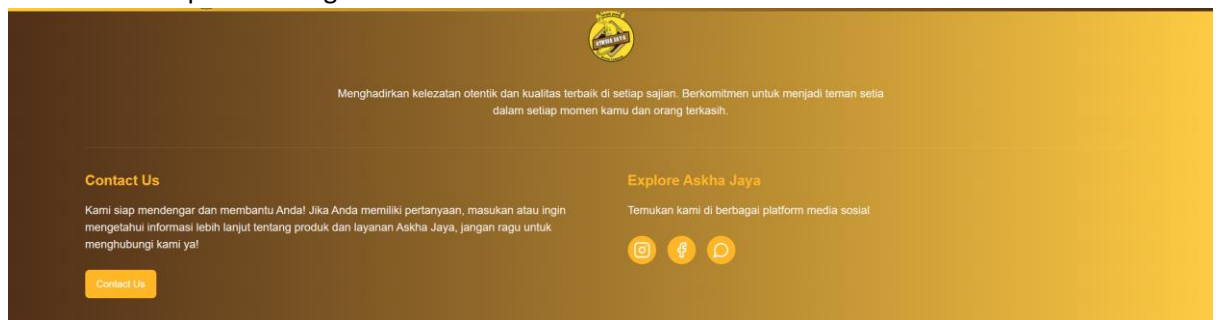 ASKHA JAYA
Menghadirkan kelezatan otentik dan kualitas terbaik di setiap sajian. Berkomitmen untuk menjadi teman setia
dalam setiap momen kamu dan orang terkasih.
Contact Us
Kami siap mendengar dan membantu Anda! Jika Anda memiliki pertanyaan, masukan atau ingin
mengetahui informasi lebih lanjut tentang produk dan layanan Askha Jaya, jangan ragu untuk
menghubungi kami ya!
Contact Us
Explore Askha Jaya
Temukan kami di berbagai platform media sosial